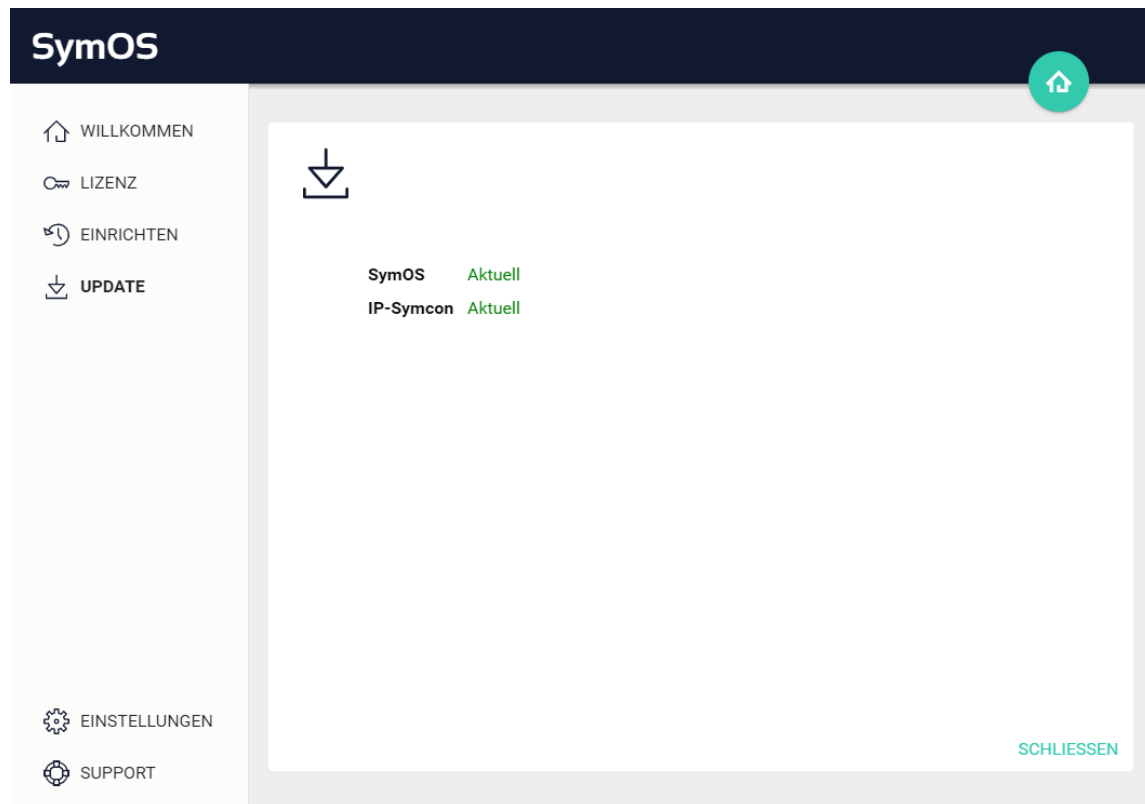 SymOS
WILLKOMMEN
LIZENZ
EINRICHTEN
UPDATE
SymOS Aktuell
IP-Symcon Aktuell
EINSTELLUNGEN
SUPPORT
SCHLIESSEN